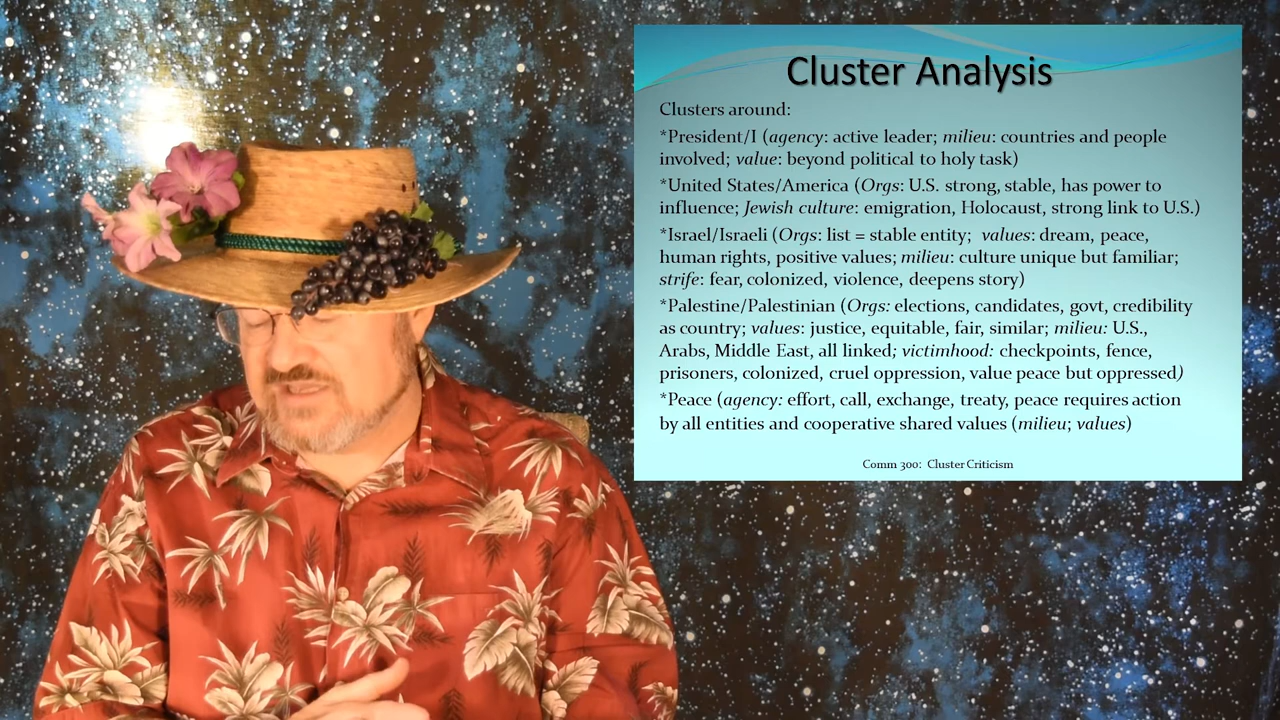 Cluster Analysis
Clusters around:
*President/I (agency: active leader; milieu: countries and people
involved; value: beyond political to holy task)
*United States/America (Orgs: U.S. strong, stable, has power to
influence; Jewish culture: emigration, Holocaust, strong link to U.S.)
*Israel/Israeli (Orgs: list = stable entity;  values: dream, peace,
human rights, positive values; milieu: culture unique but familiar;
strife: fear, colonized, violence, deepens story)
*Palestine/Palestinian (Orgs: elections, candidates, govt, credibility
as country; values: justice, equitable, fair, similar; milieu: U.S.,
Arabs, Middle East, all linked; victimhood: checkpoints, fence,
prisoners, colonized, cruel oppression, value peace but oppressed)
*Peace (agency: effort, call, exchange, treaty, peace requires action
by all entities and cooperative shared values (milieu; values)
Comm 300:  Cluster Criticism